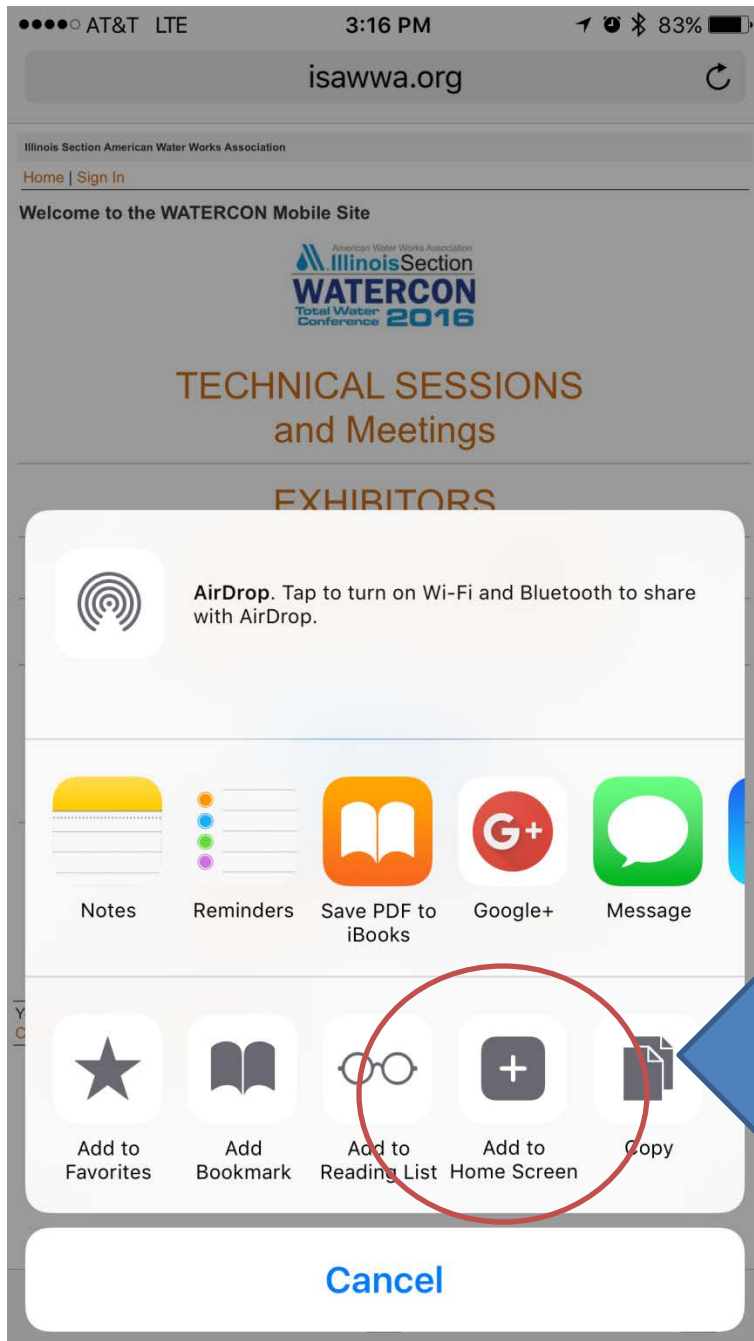 AT&T LTE 3:16 PM 83%
isawwa.org
Illinois Section American Water Works Association
Home | Sign In
Welcome to the WATERCON Mobile Site
American Water Works Association
IllinoisSection
WATERCON
Total Water
Conference 2016
TECHNICAL SESSIONS
and Meetings
EXHIBITORS
AirDrop. Tap to turn on Wi-Fi and Bluetooth to share
with AirDrop.
Notes
Reminders
Save PDF to
iBooks
G+
Google+
Message
Y
C
Add to
Favorites
Add
Bookmark
Add to
Reading List
Add to
Home Screen
Copy
Cancel